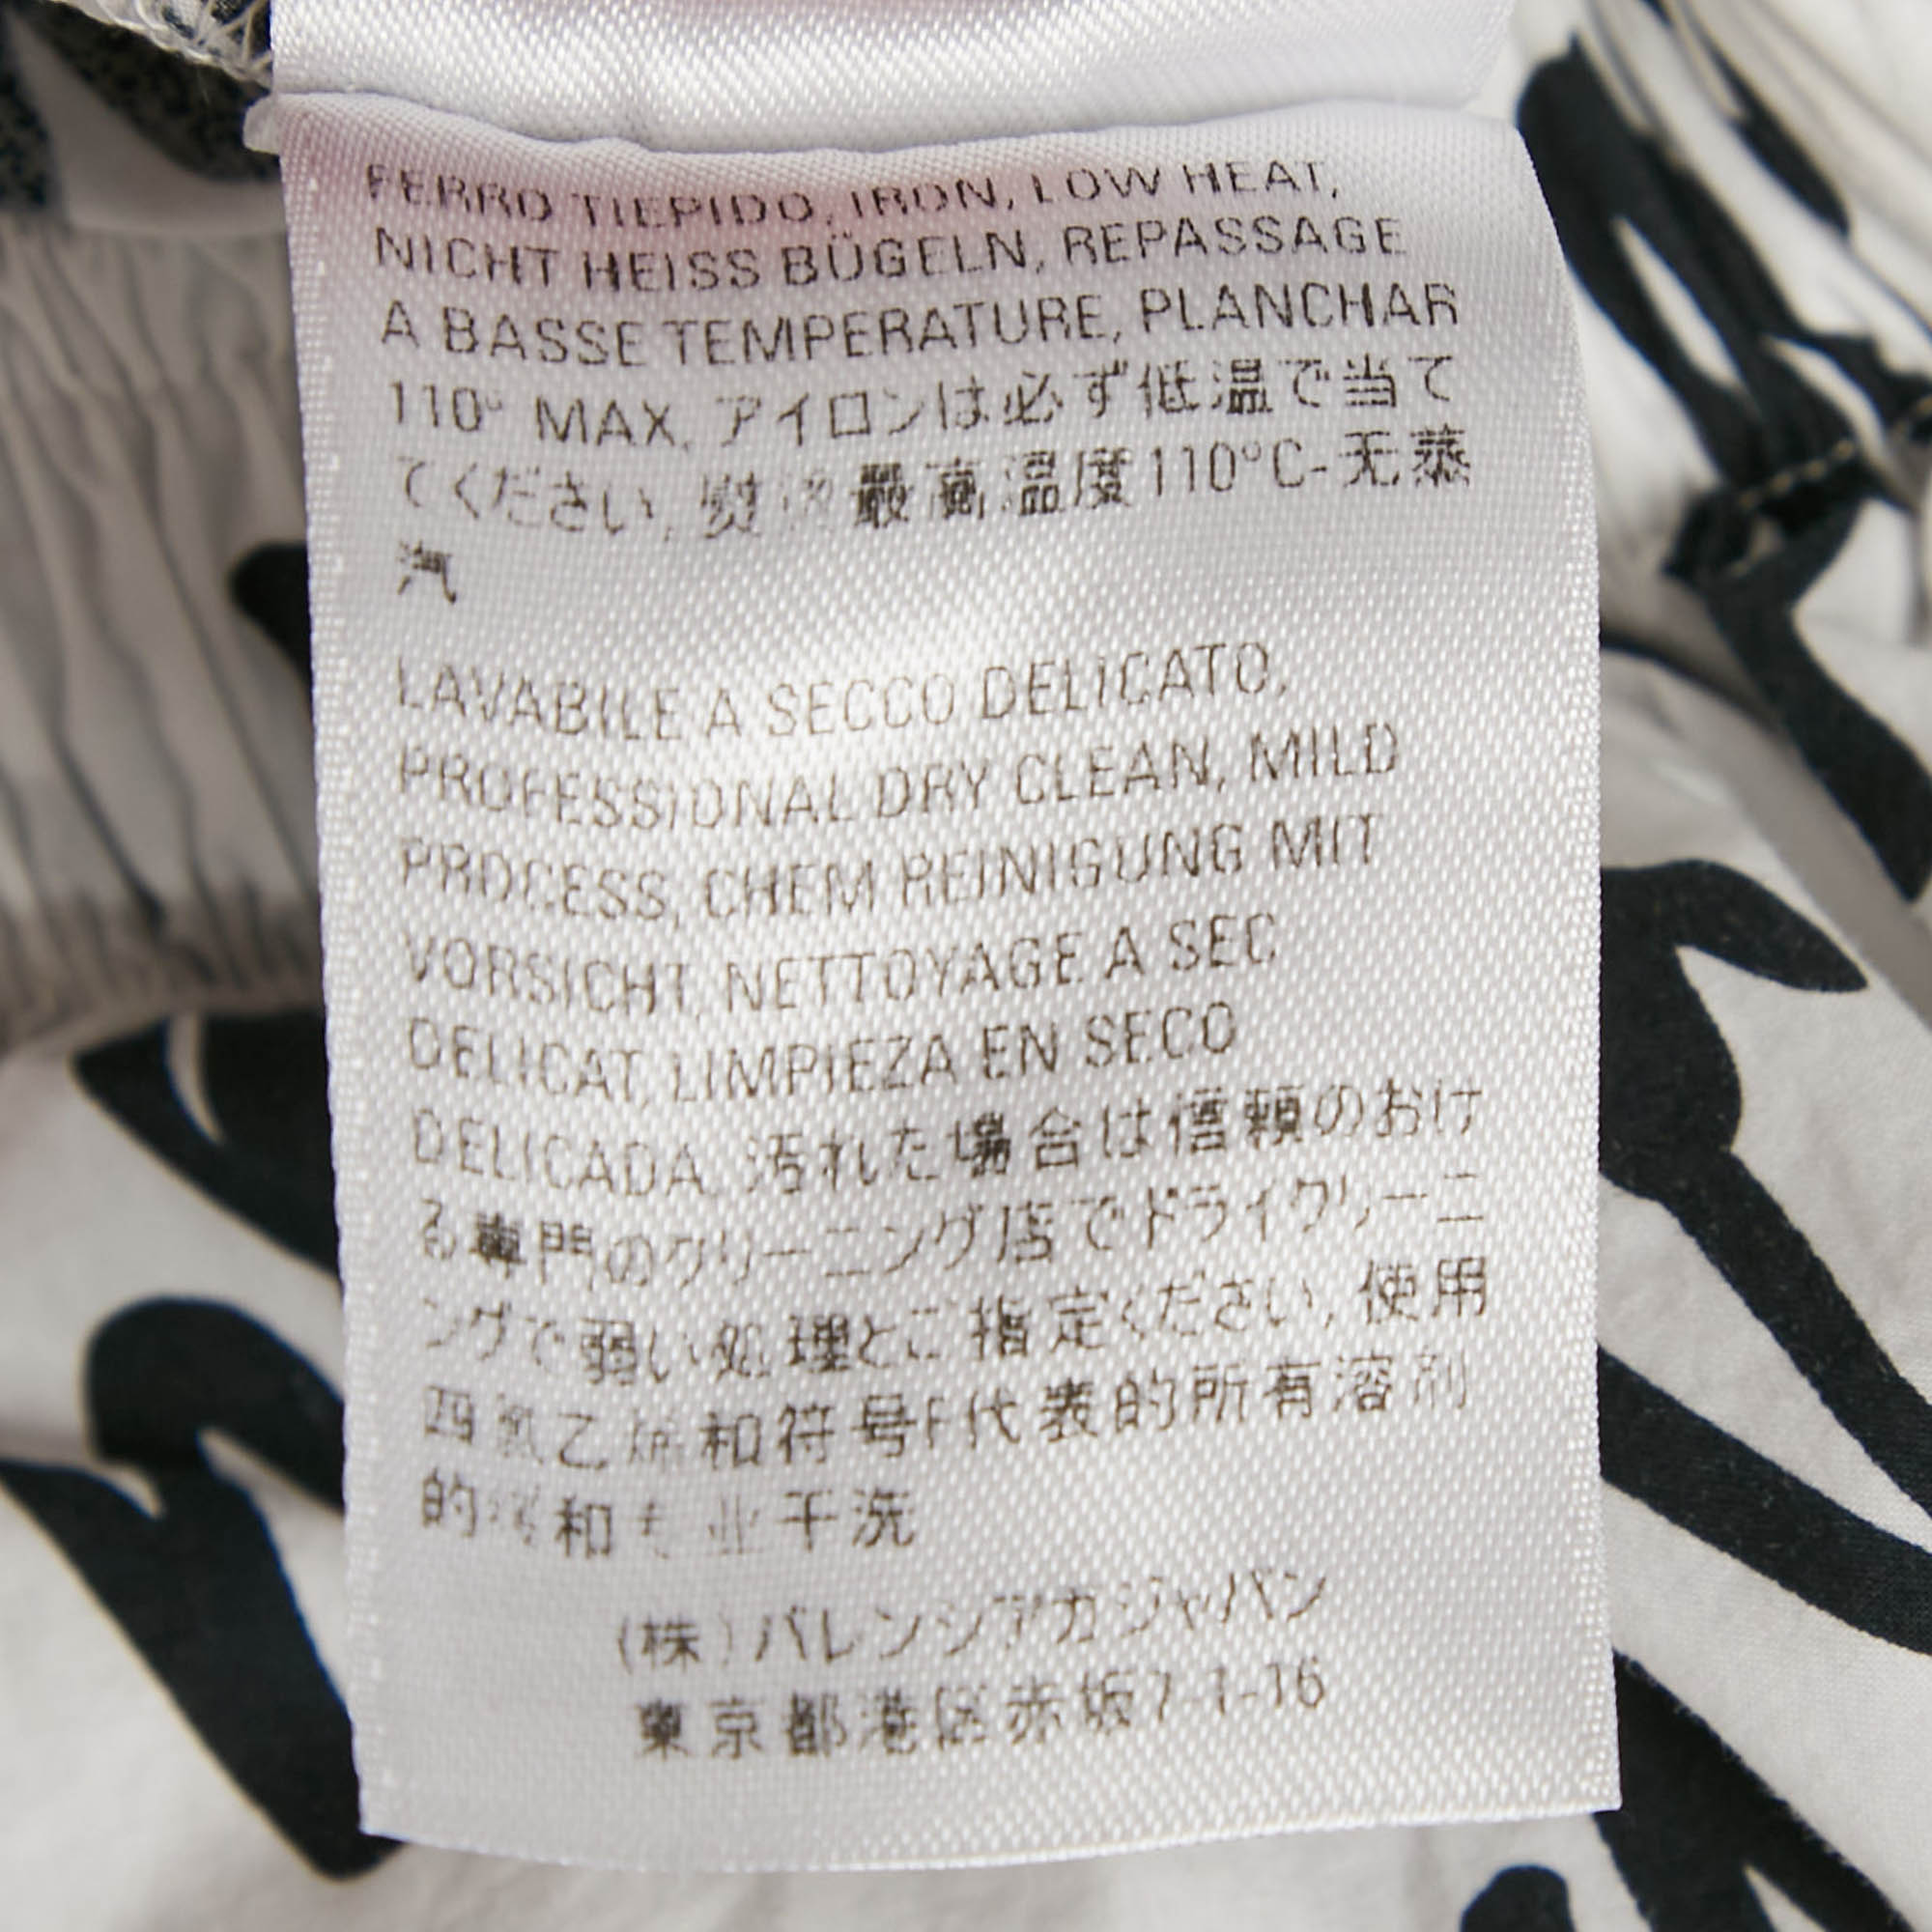 FERRO TIEPIDO, IRON, LOW HEAT,
NICHT HEISS BÜGELN, REPASSAGE
A BASSE TEMPERATURE, PLANCHAR
110° MAX, アイロンは必ず低温で当て
てください, 熨 最高温度110°C-无蒸
汽
LAVABILE A SECCO DELICATO,
PROFESSIONAL DRY CLEAN, MILD
PROCESS, CHEM REINIGUNG MIT
VORSICHT, NETTOYAGE A SEC
DELICAT, LIMPIEZA EN SECO
DELICADA, 汚れた場合は信頼のおけ
る専門のクリーニング店でドライクリーニ
ングで弱い処理とご指定ください, 使用
四氯乙烯和符号F代表的所有溶剂
的 和 业干洗
(株)バレンシアガジャパン
東京都港区赤坂7-1-16